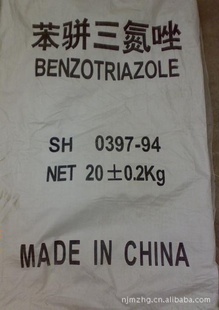 苯骈三氮唑
BENZOTRIAZOLE
SH 0397-94
NET 20±0.2Kg
MADE IN CHINA
njmzhg.cn.alibaba.com